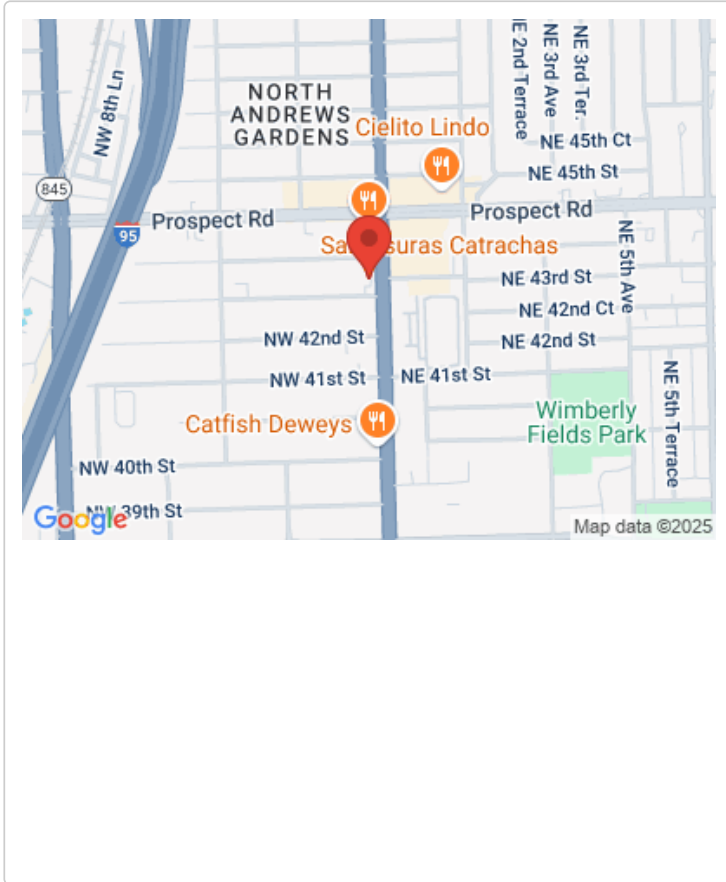 NW 8th Ln
NORTH
ANDREWS
GARDENS
Cielito Lindo
NE 2nd Terrace
NE 3rd Ave
NE 3rd Ter.
NE 45th Ct
NE 45th St
845
95
Prospect Rd
Prospect Rd
Catrachas
NE 5th Ave
NE 43rd St
NE 42nd Ct
NW 42nd St
NE 42nd St
NW 41st St
NE 41st St
Catfish Deweys
Wimberly
Fields Park
NE 5th Terrace
NW 40th St
NW 39th St
Google
Map data ©2025